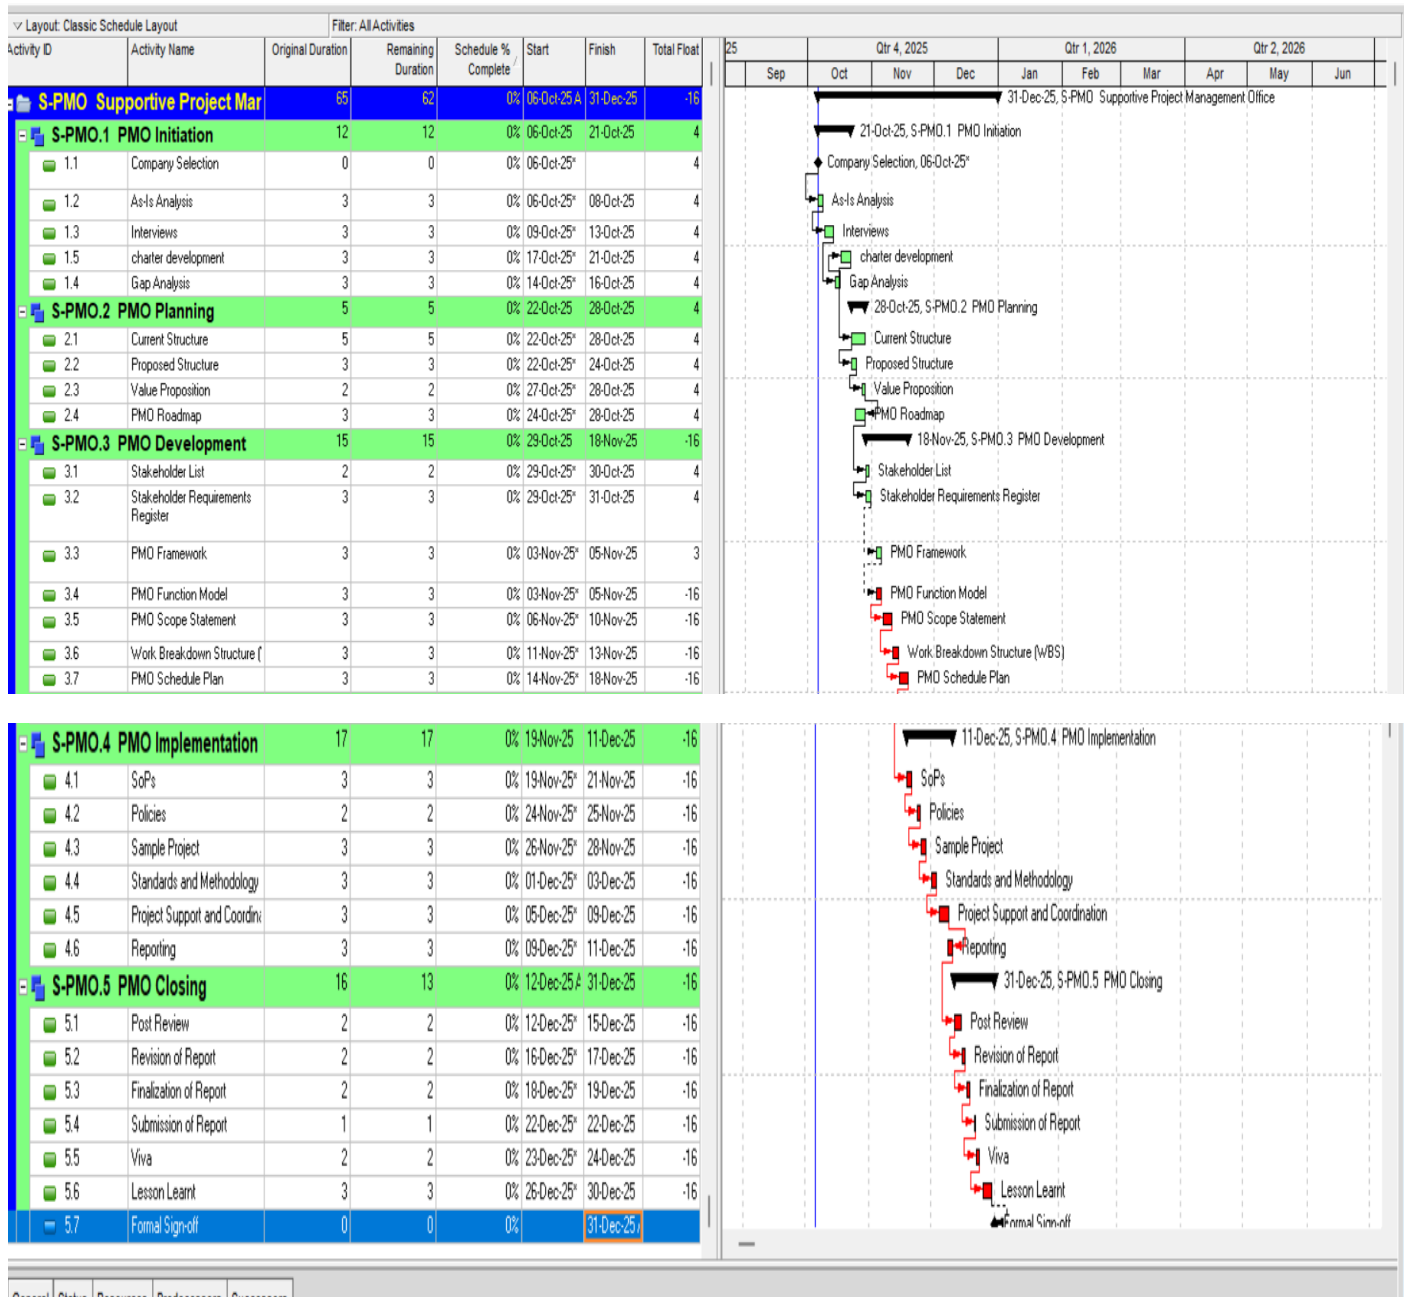 Layout: Classic Schedule Layout Filter: All Activities
Activity ID Activity Name Original Duration Remaining Duration Schedule % Complete Start Finish Total Float
25 Qtr 4, 2025 Qtr 1, 2026 Qtr 2, 2026
Sep Oct Nov Dec Jan Feb Mar Apr May Jun
S-PMO Supportive Project Mar 65 62 0% 06-Oct-25 A 31-Dec-25 -16 31-Dec-25, S-PMO Supportive Project Management Office
S-PMO.1 PMO Initiation 12 12 0% 06-Oct-25 21-Oct-25 4 21-Oct-25, S-PMO.1 PMO Initiation
1.1 Company Selection 0 0 0% 06-Oct-25* 4 Company Selection, 06-Oct-25*
1.2 As-Is Analysis 3 3 0% 06-Oct-25* 08-Oct-25 4 As-Is Analysis
1.3 Interviews 3 3 0% 09-Oct-25* 13-Oct-25 4 Interviews
1.5 charter development 3 3 0% 17-Oct-25* 21-Oct-25 4 charter development
1.4 Gap Analysis 3 3 0% 14-Oct-25* 16-Oct-25 4 Gap Analysis
S-PMO.2 PMO Planning 5 5 0% 22-Oct-25 28-Oct-25 4 28-Oct-25, S-PMO.2 PMO Planning
2.1 Current Structure 5 5 0% 22-Oct-25* 28-Oct-25 4 Current Structure
2.2 Proposed Structure 3 3 0% 22-Oct-25* 24-Oct-25 4 Proposed Structure
2.3 Value Proposition 2 2 0% 27-Oct-25* 28-Oct-25 4 Value Proposition
2.4 PMO Roadmap 3 3 0% 24-Oct-25* 28-Oct-25 4 PMO Roadmap
S-PMO.3 PMO Development 15 15 0% 29-Oct-25 18-Nov-25 -16 18-Nov-25, S-PMO.3 PMO Development
3.1 Stakeholder List 2 2 0% 29-Oct-25* 30-Oct-25 4 Stakeholder List
3.2 Stakeholder Requirements Register 3 3 0% 29-Oct-25* 31-Oct-25 4 Stakeholder Requirements Register
3.3 PMO Framework 3 3 0% 03-Nov-25* 05-Nov-25 3 PMO Framework
3.4 PMO Function Model 3 3 0% 03-Nov-25* 05-Nov-25 -16 PMO Function Model
3.5 PMO Scope Statement 3 3 0% 06-Nov-25* 10-Nov-25 -16 PMO Scope Statement
3.6 Work Breakdown Structure (' 3 3 0% 11-Nov-25* 13-Nov-25 -16 Work Breakdown Structure (WBS)
3.7 PMO Schedule Plan 3 3 0% 14-Nov-25* 18-Nov-25 -16 PMO Schedule Plan
S-PMO.4 PMO Implementation 17 17 0% 19-Nov-25 11-Dec-25 -16 11-Dec-25, S-PMO.4 PMO Implementation
4.1 SoPs 3 3 0% 19-Nov-25* 21-Nov-25 -16 SoPs
4.2 Policies 2 2 0% 24-Nov-25* 25-Nov-25 -16 Policies
4.3 Sample Project 3 3 0% 26-Nov-25* 28-Nov-25 -16 Sample Project
4.4 Standards and Methodology 3 3 0% 01-Dec-25* 03-Dec-25 -16 Standards and Methodology
4.5 Project Support and Coordina 3 3 0% 05-Dec-25* 09-Dec-25 -16 Project Support and Coordination
4.6 Reporting 3 3 0% 09-Dec-25* 11-Dec-25 -16 Reporting
S-PMO.5 PMO Closing 16 13 0% 12-Dec-25 A 31-Dec-25 -16 31-Dec-25, S-PMO.5 PMO Closing
5.1 Post Review 2 2 0% 12-Dec-25* 15-Dec-25 -16 Post Review
5.2 Revision of Report 2 2 0% 16-Dec-25* 17-Dec-25 -16 Revision of Report
5.3 Finalization of Report 2 2 0% 18-Dec-25* 19-Dec-25 -16 Finalization of Report
5.4 Submission of Report 1 1 0% 22-Dec-25* 22-Dec-25 -16 Submission of Report
5.5 Viva 2 2 0% 23-Dec-25* 24-Dec-25 -16 Viva
5.6 Lesson Learnt 3 3 0% 26-Dec-25* 30-Dec-25 -16 Lesson Learnt
5.7 Formal Sign-off 0 0 0% 31-Dec-25 Formal Sign-off
General Status Resources Predecessors Successors